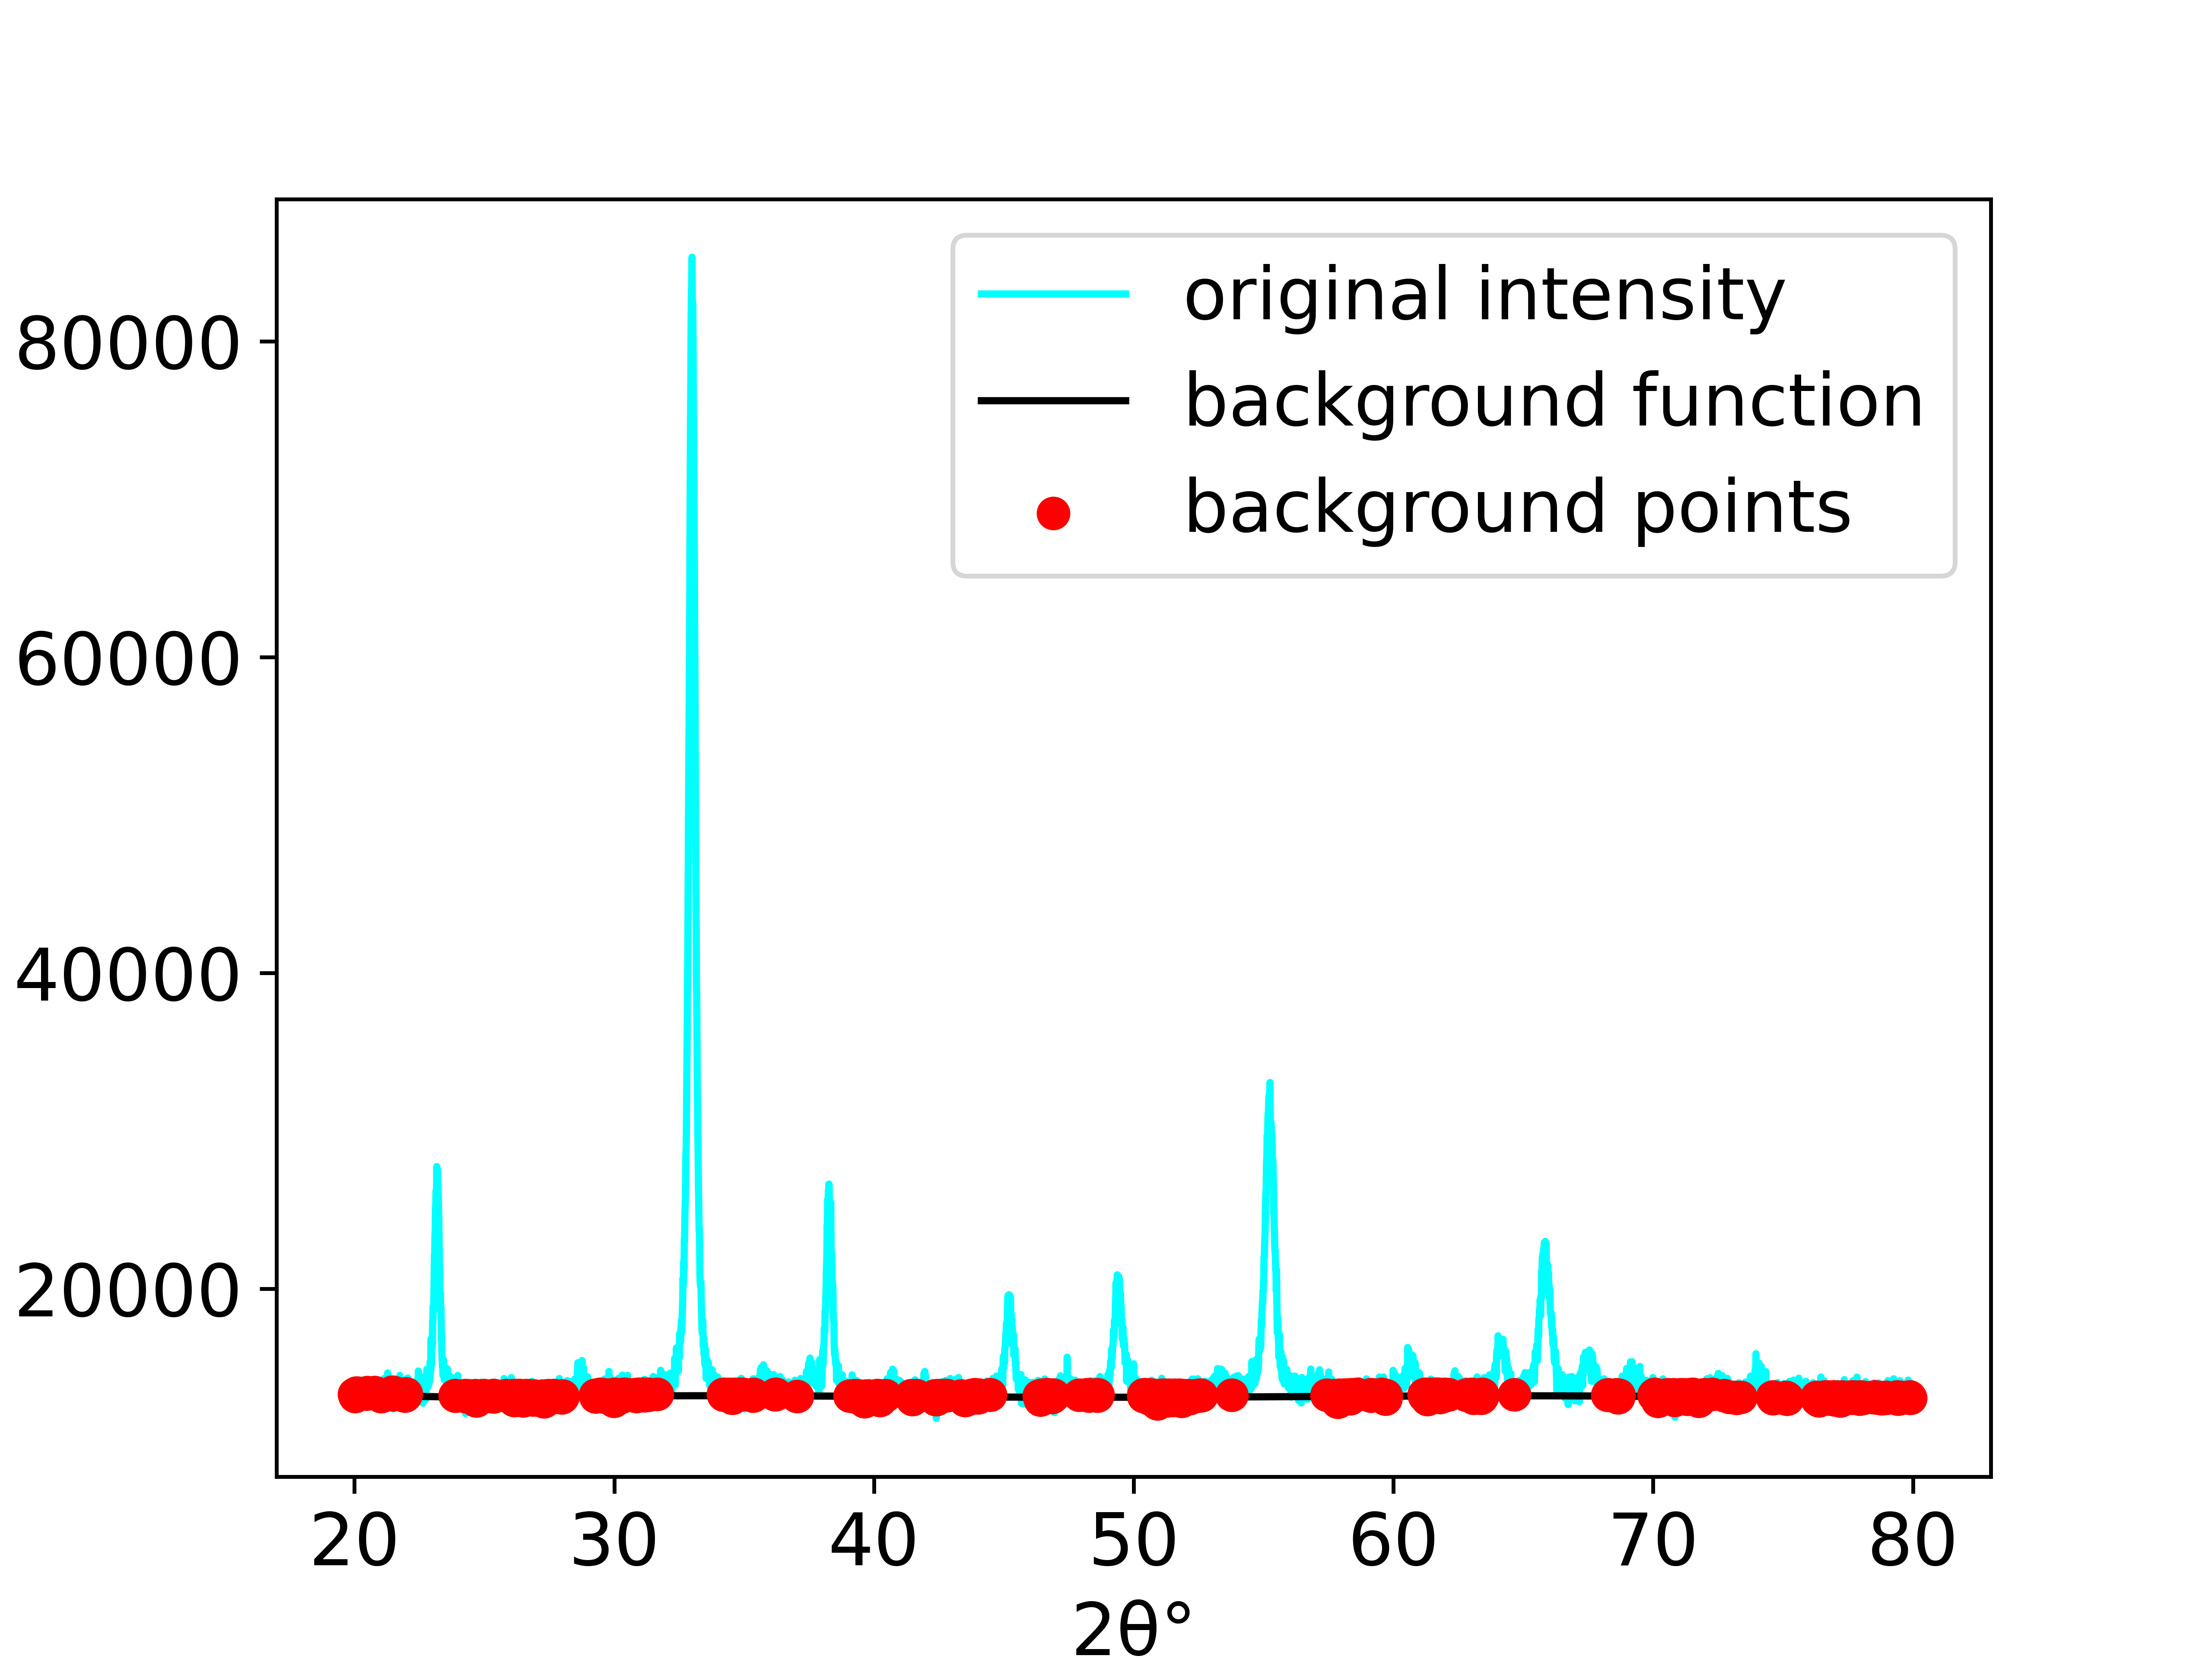 original intensity
background function
background points
80000
60000
40000
20000
20 30 40 50 60 70 80
2θ°